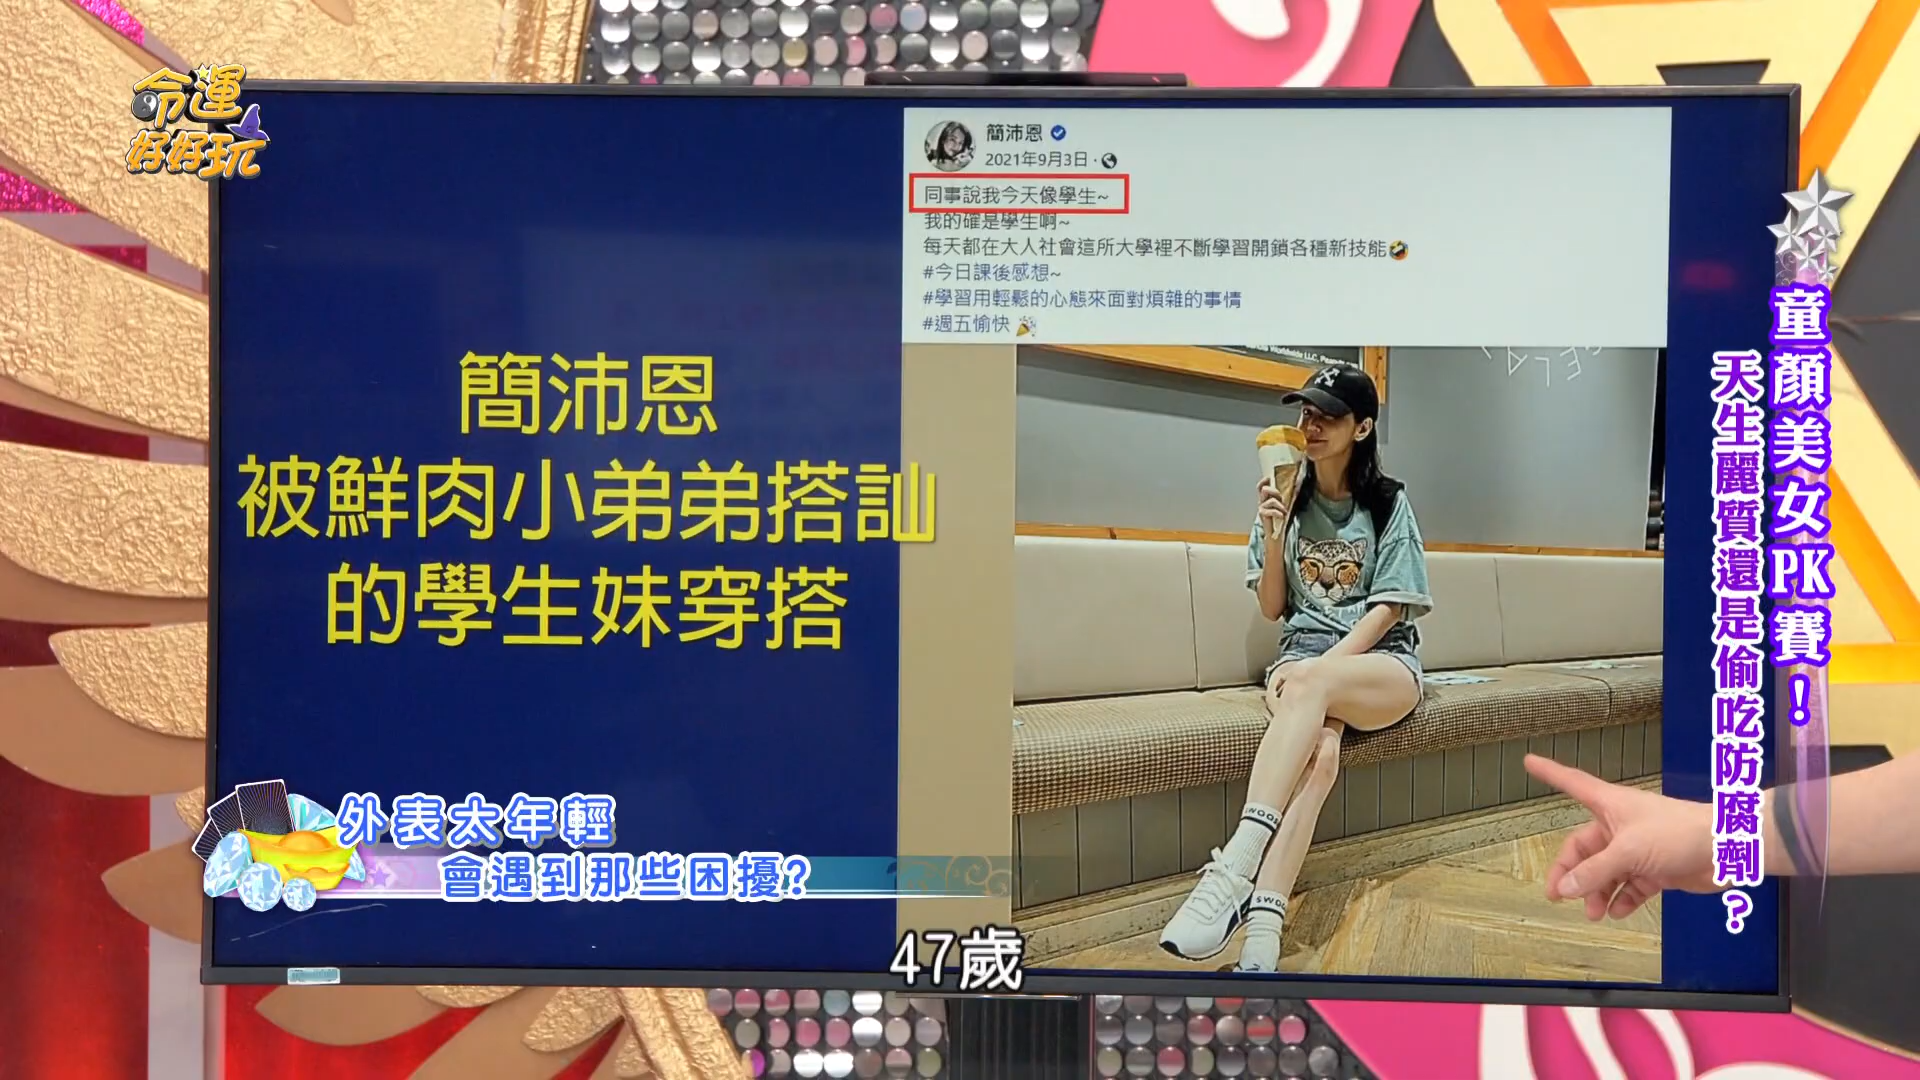 命運
好好玩
簡沛恩
2021年9月3日
同事說我今天像學生~
我的確是學生啊~
每天都在大人社會這所大學裡不斷學習開鎖各種新技能
#今日課後感想~
#學習用輕鬆的心態來面對煩雜的事情
#週五愉快
簡沛恩
被鮮肉小弟弟搭訕
的學生妹穿搭
童顏美女PK賽！
天生麗質還是偷吃防腐劑？
外表太年輕
會遇到那些困擾？
47歲